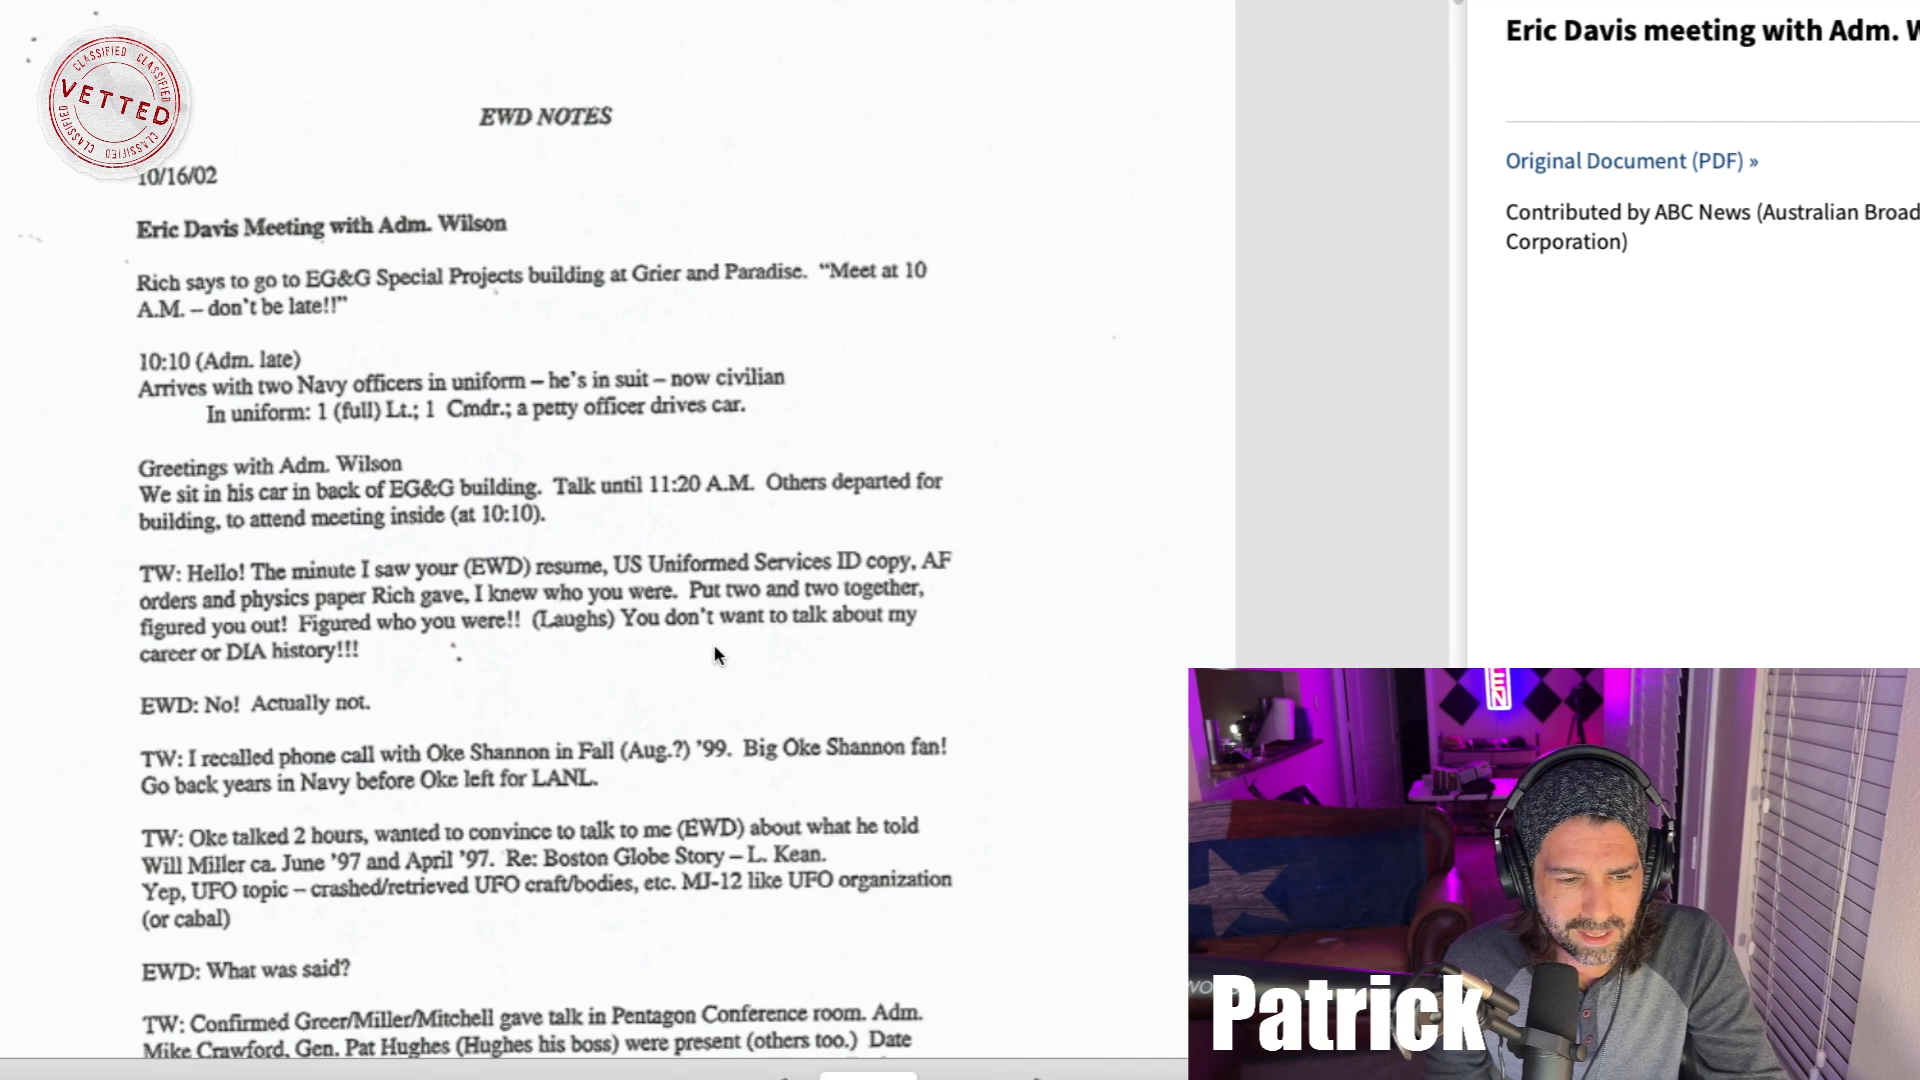 CLASSIFIED CLASSIFIED
VETTED
CLASSIFIED CLASSIFIED CLASSIFIED
EWD NOTES
10/16/02
Eric Davis Meeting with Adm. Wilson
Rich says to go to EG&G Special Projects building at Grier and Paradise. “Meet at 10
A.M. – don’t be late!!”
10:10 (Adm. late)
Arrives with two Navy officers in uniform – he’s in suit – now civilian
In uniform: 1 (full) Lt.; 1 Cmdr.; a petty officer drives car.
Greetings with Adm. Wilson
We sit in his car in back of EG&G building. Talk until 11:20 A.M. Others departed for
building, to attend meeting inside (at 10:10).
TW: Hello! The minute I saw your (EWD) resume, US Uniformed Services ID copy, AF
orders and physics paper Rich gave, I knew who you were. Put two and two together,
figured you out! Figured who you were!! (Laughs) You don’t want to talk about my
career or DIA history!!!
EWD: No! Actually not.
TW: I recalled phone call with Oke Shannon in Fall (Aug.?) ’99. Big Oke Shannon fan!
Go back years in Navy before Oke left for LANL.
TW: Oke talked 2 hours, wanted to convince to talk to me (EWD) about what he told
Will Miller ca. June ’97 and April ’97. Re: Boston Globe Story – L. Kean.
Yep, UFO topic – crashed/retrieved UFO craft/bodies, etc. MJ-12 like UFO organization
(or cabal)
EWD: What was said?
TW: Confirmed Greer/Miller/Mitchell gave talk in Pentagon Conference room. Adm.
Mike Crawford, Gen. Pat Hughes (Hughes his boss) were present (others too.) Date
Eric Davis meeting with Adm. W
Original Document (PDF) »
Contributed by ABC News (Australian Broad
Corporation)
Patrick